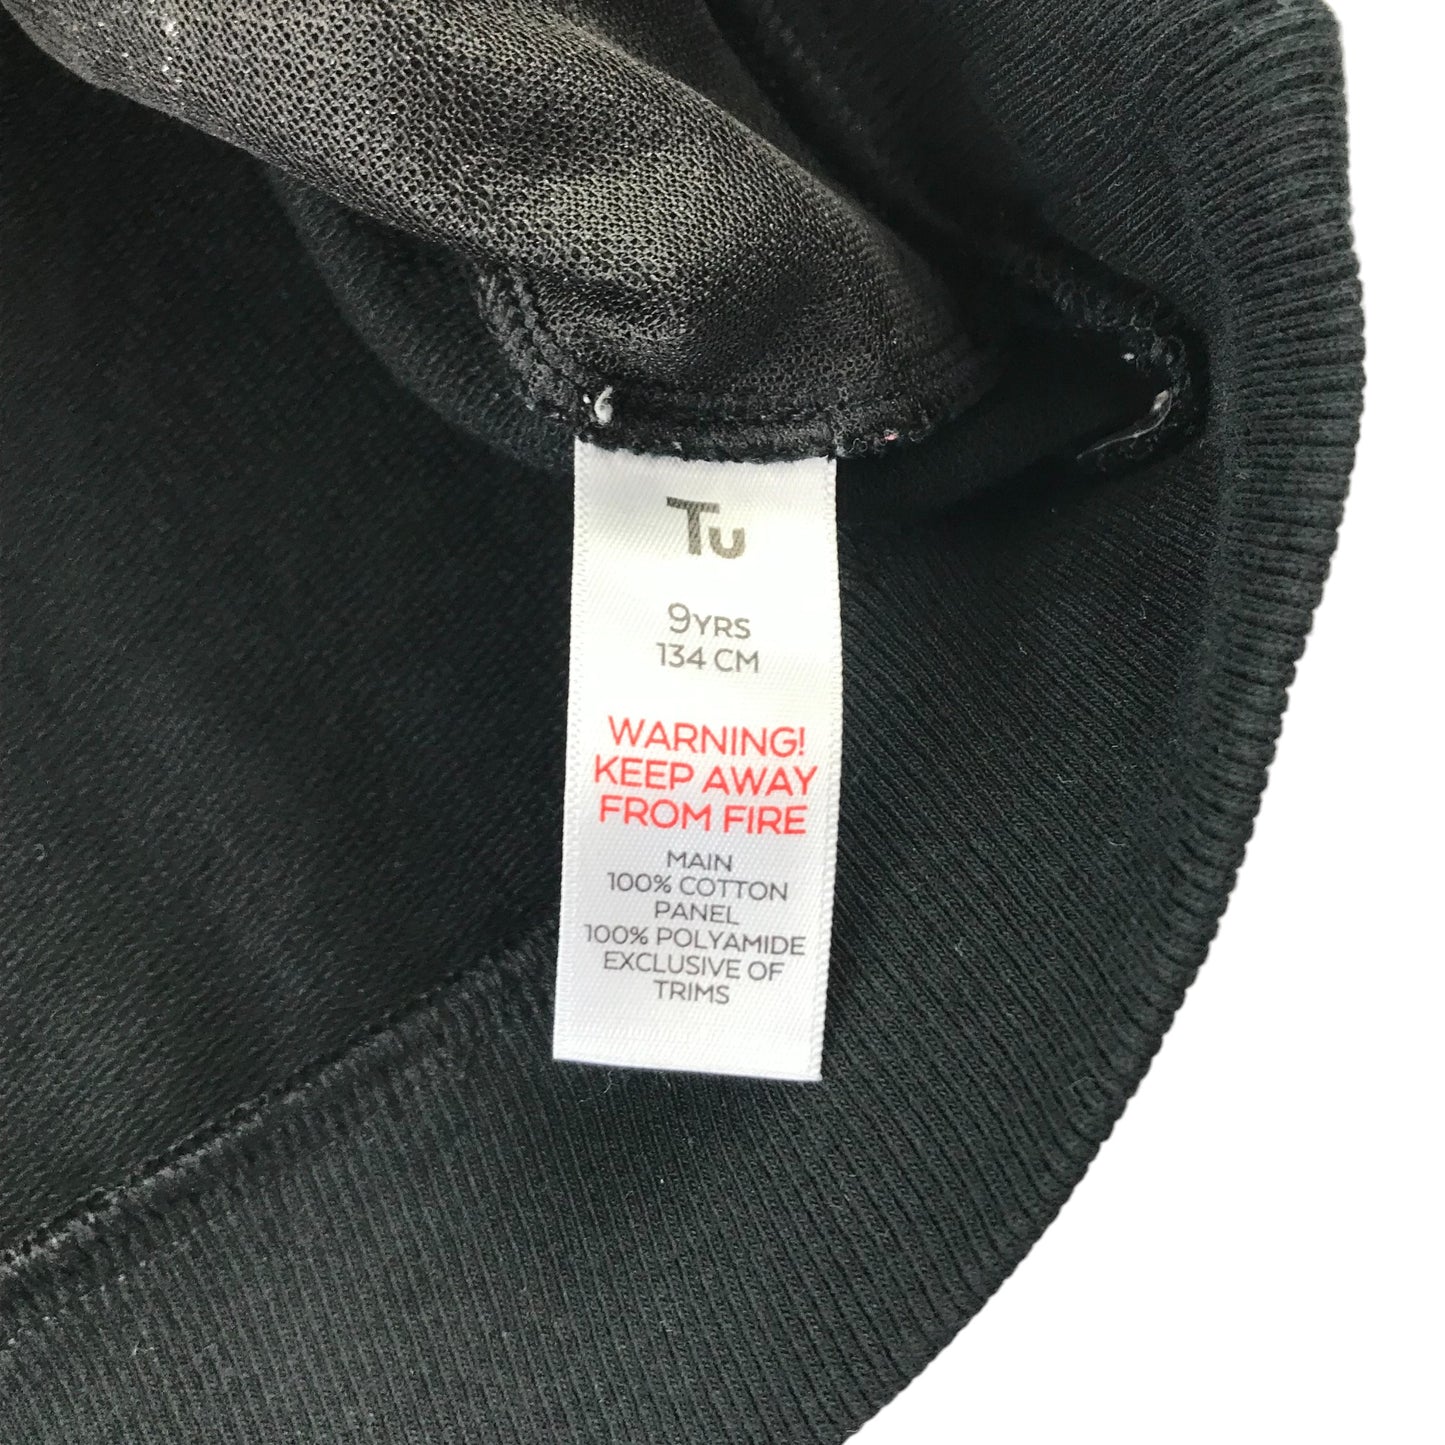 Tu
9YRS
134 CM
WARNING!
KEEP AWAY
FROM FIRE
MAIN
100% COTTON
PANEL
100% POLYAMIDE
EXCLUSIVE OF
TRIMS